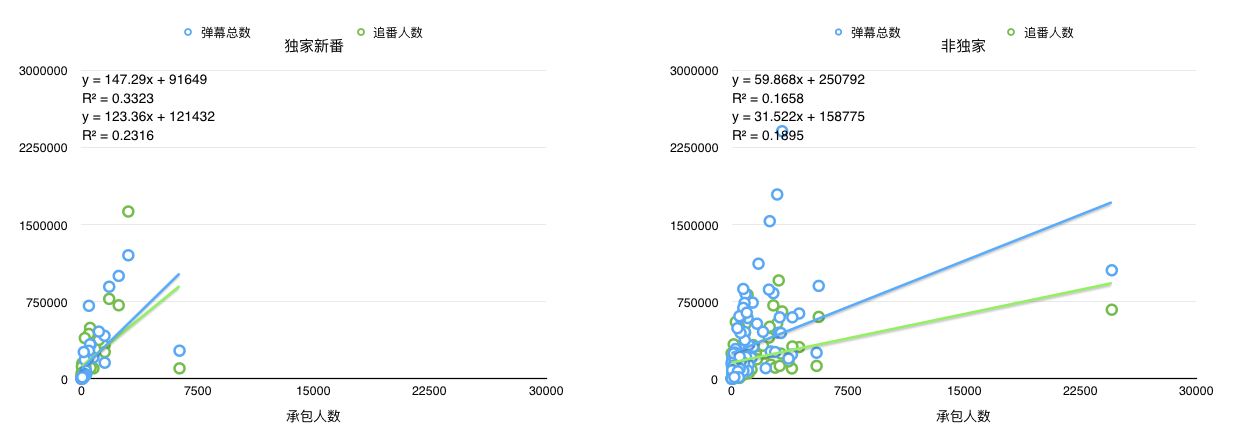 弹幕总数 追番人数
独家新番
3000000
y = 147.29x + 91649
R² = 0.3323
y = 123.36x + 121432
R² = 0.2316
2250000
1500000
750000
0
0 7500 15000 22500 30000
承包人数
弹幕总数 追番人数
非独家
3000000
y = 59.868x + 250792
R² = 0.1658
y = 31.522x + 158775
R² = 0.1895
2250000
1500000
750000
0
0 7500 15000 22500 30000
承包人数